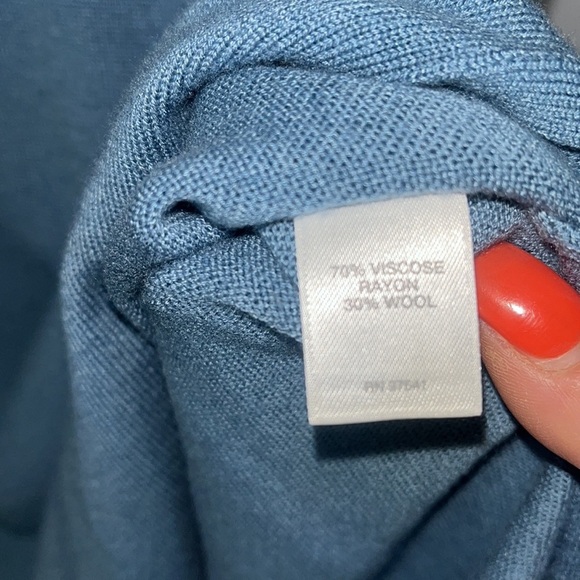 70% VISCOSE
RAYON
30% WOOL
RN 37541